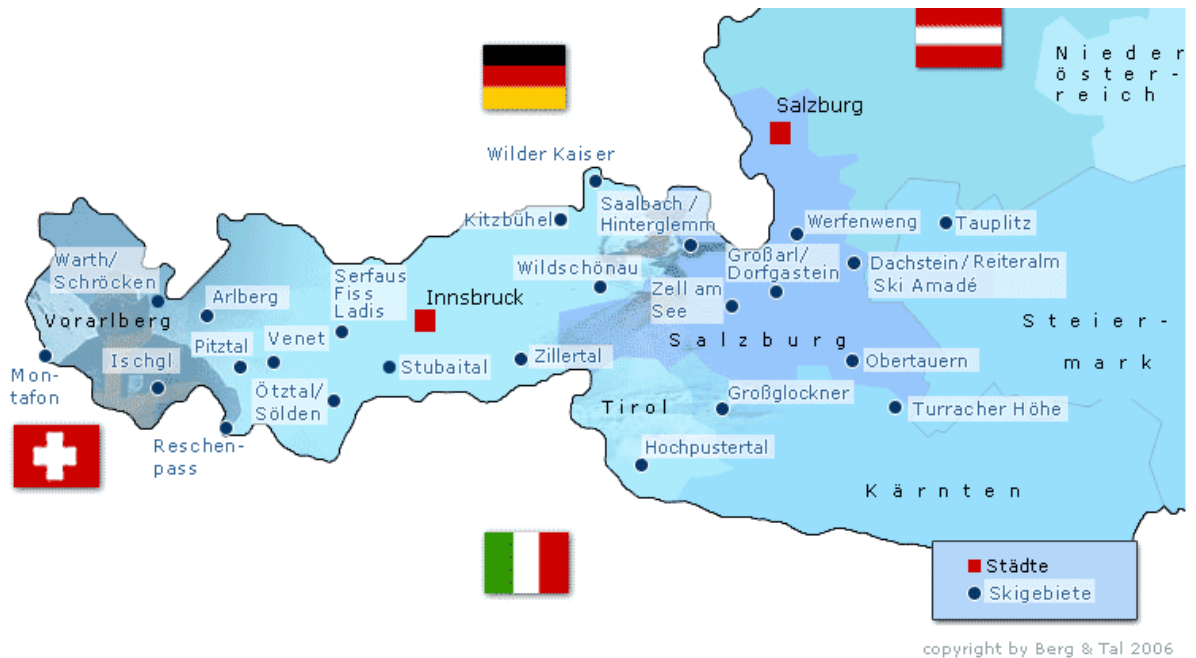 Nieder
öster-
reich
Salzburg
Wilder Kaiser
Kitzbühel
Saalbach /
Hinterglemm
Werfenweng
Tauplitz
Warth/
Schröcken
Arlberg
Serfaus
Fiss
Ladis
Innsbruck
Wildschönau
Großarl/
Dorfgastein
Zell am
See
Dachstein/Reiteralm
Ski Amadé
Vorarlberg
Ischgl
Pitztal
Venet
Stubaital
Zillertal
Salzburg
Obertauern
Steier-
mark
Mon-
tafon
Ötztal/
Sölden
Reschen-
pass
Tirol
Großglockner
Turracher Höhe
Hochpustertal
Kärnten
Städte
Skigebiete
copyright by Berg & Tal 2006